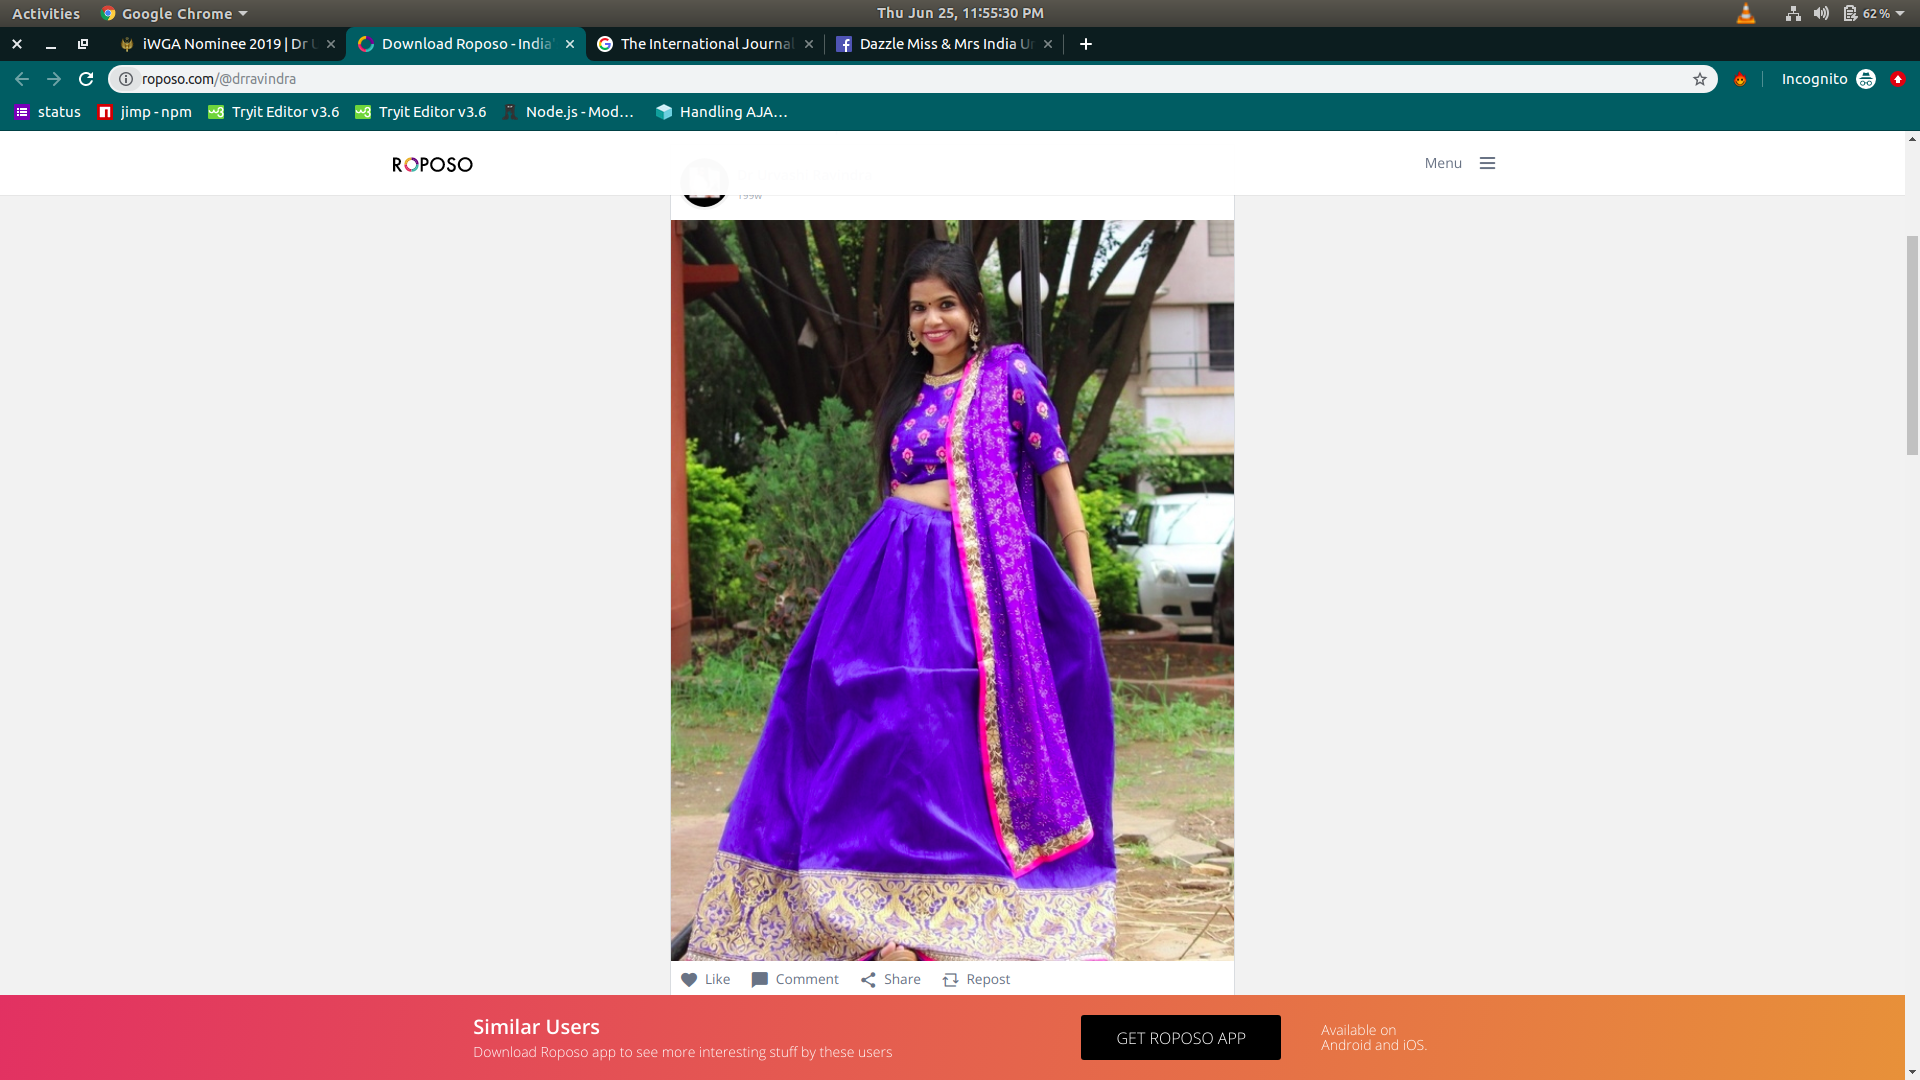 Activities
Google Chrome
Thu Jun 25, 11:55:30 PM
62 %
iWGA Nominee 2019 | Dr U
Download Roposo - India'
The International Journal
Dazzle Miss & Mrs India Un
roposo.com/@drravindra
Incognito
status
jimp - npm
Tryit Editor v3.6
Tryit Editor v3.6
Node.js - Mod...
Handling AJA...
ROPOSO
Menu
199w
Like
Comment
Share
Repost
Similar Users
Download Roposo app to see more interesting stuff by these users
GET ROPOSO APP
Available on
Android and iOS.